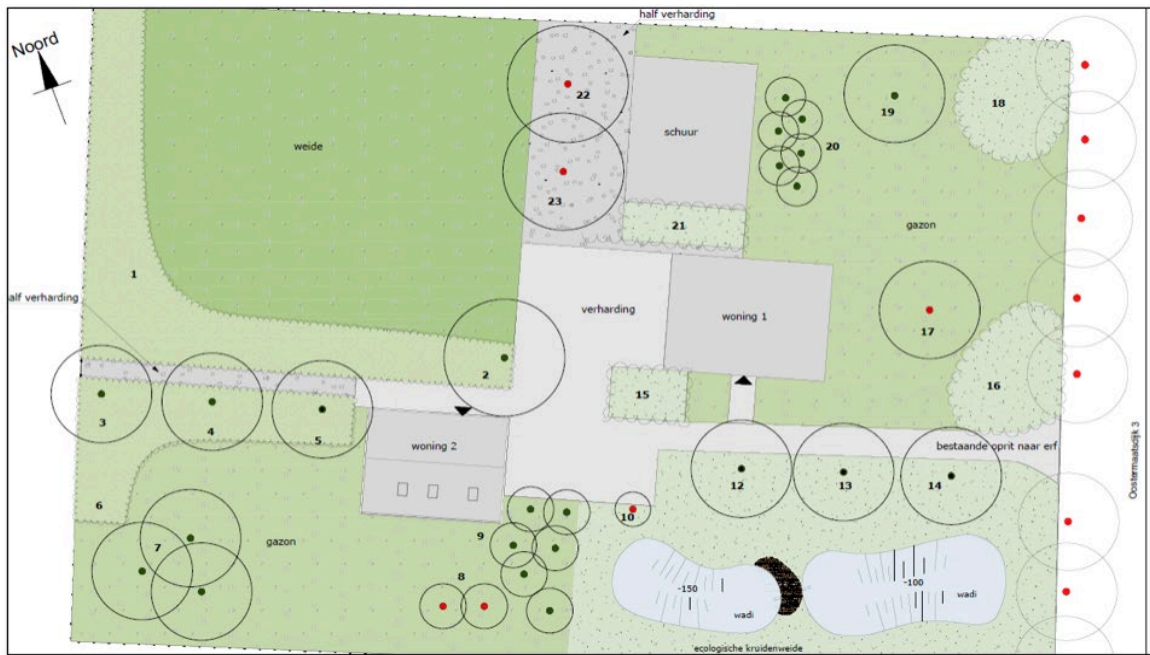 half verharding
Noord
22
19
18
schuur
weide
20
23
21
gazon
1
half verharding
verharding
woning 1
17
2
15
16
3
4
5
woning 2
bestaande oprit naar erf
12
13
14
6
7
gazon
9
10
8
-150
-100
wadi
wadi
ecologische kruidenweide
Oostermaatsdijk 3